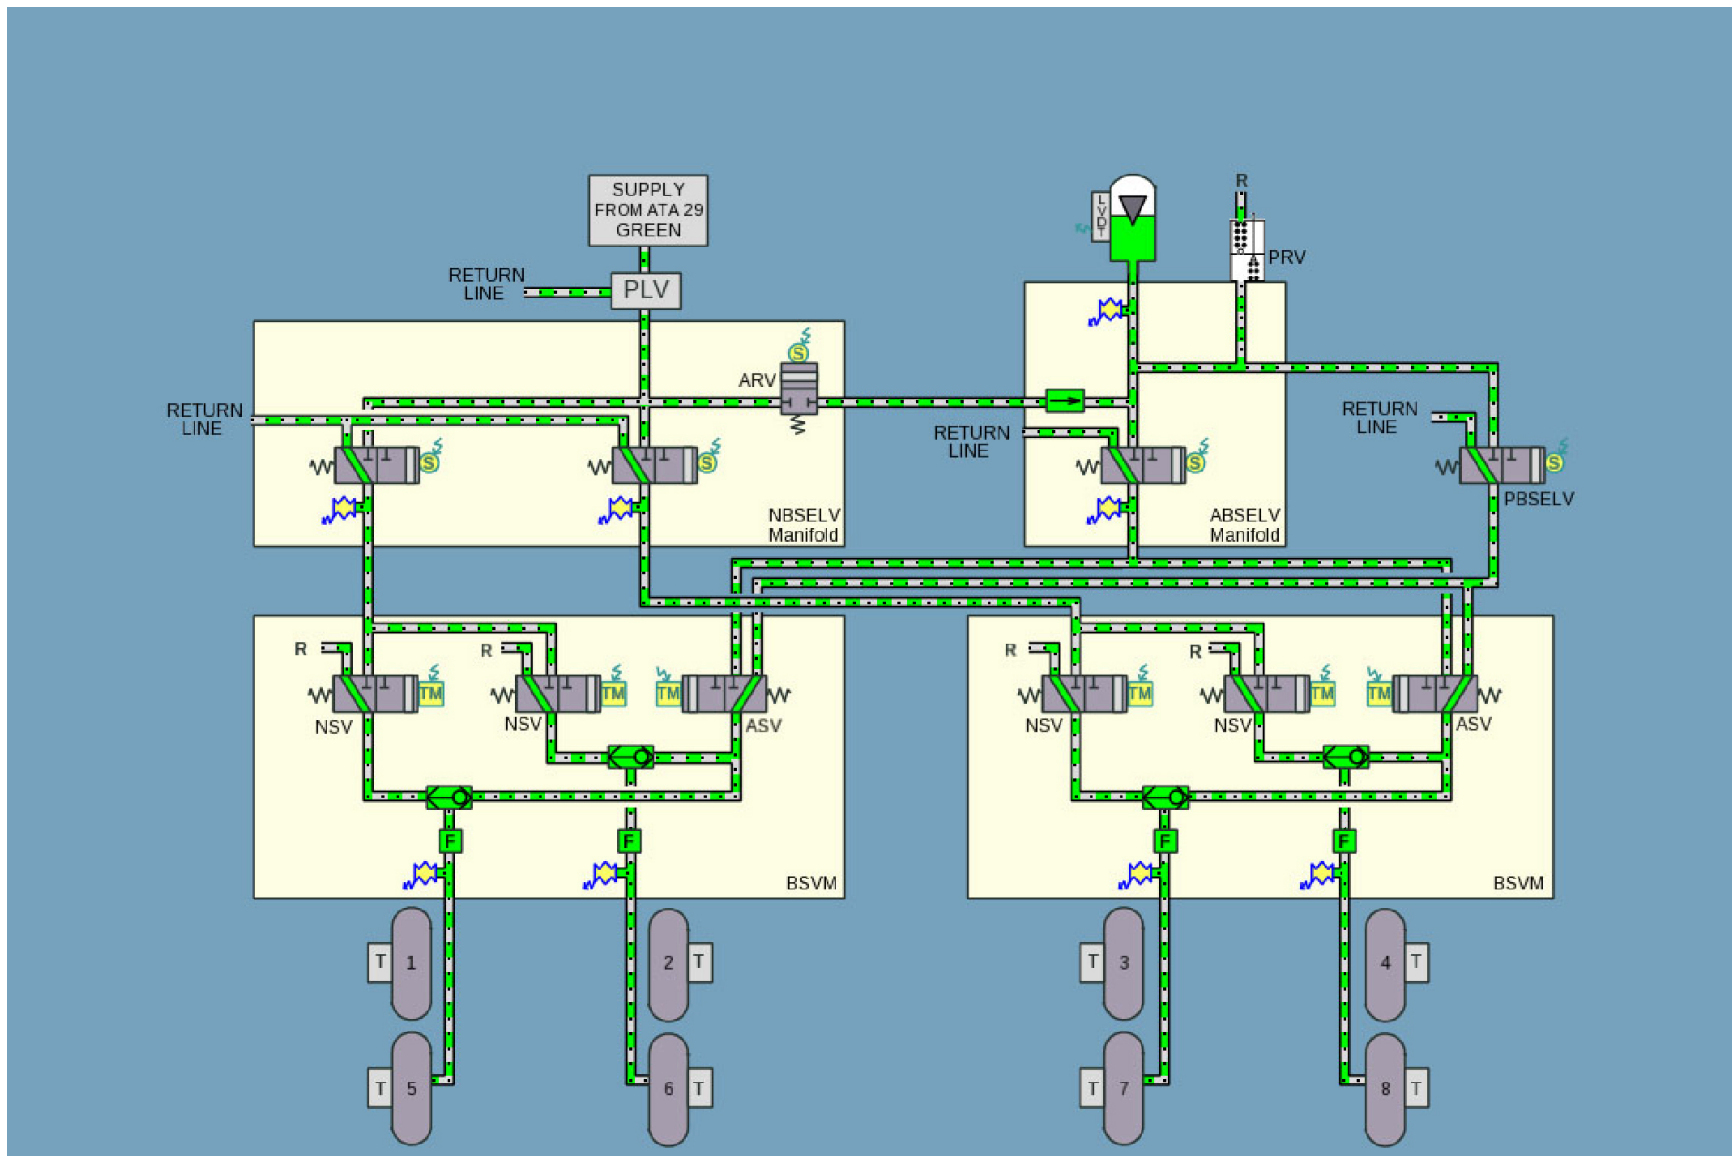 SUPPLY
FROM ATA 29
GREEN
L
V
D
T
R
PRV
RETURN
LINE
PLV
S
ARV
RETURN
LINE
RETURN
LINE
RETURN
LINE
S
S
S
S
PBSELV
NBSELV
Manifold
ABSELV
Manifold
R
R
R
R
TM
TM
TM
TM
TM
TM
NSV
NSV
ASV
NSV
NSV
ASV
F
F
F
F
BSVM
BSVM
T
1
2
T
T
3
4
T
T
5
6
T
T
7
8
T